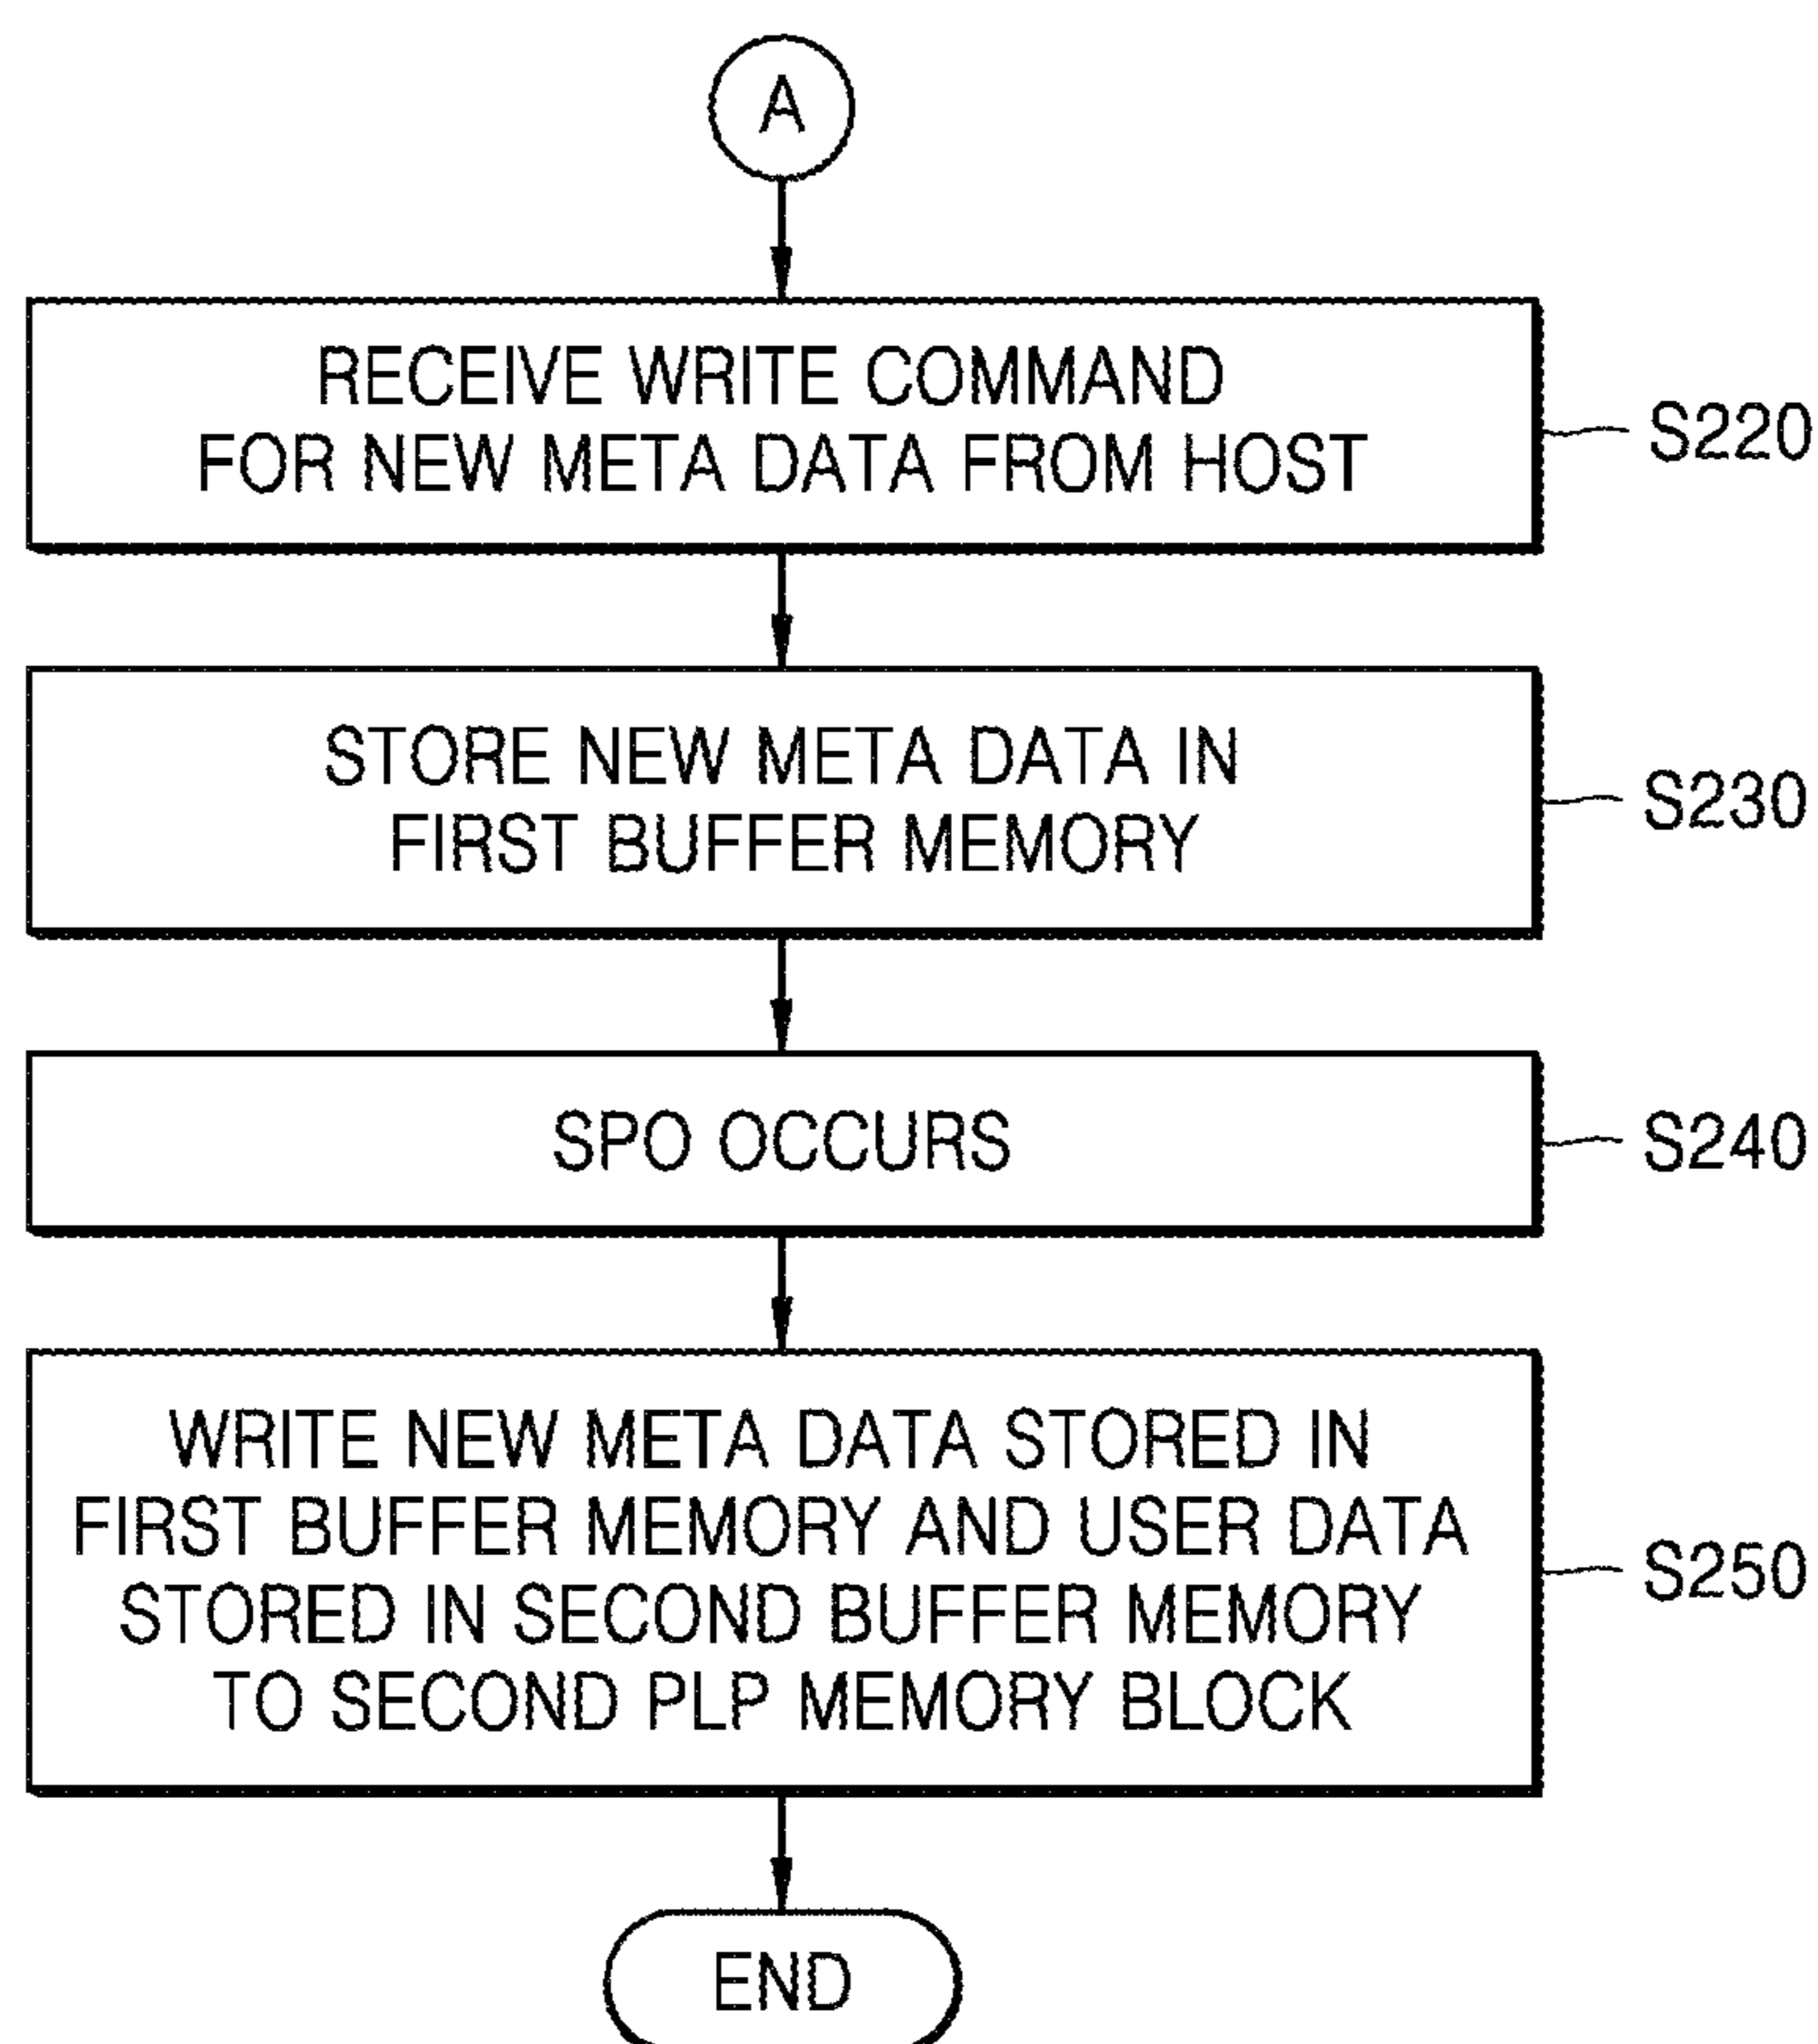 A
RECEIVE WRITE COMMAND
FOR NEW META DATA FROM HOST
S220
STORE NEW META DATA IN
FIRST BUFFER MEMORY
S230
SPO OCCURS
S240
WRITE NEW META DATA STORED IN
FIRST BUFFER MEMORY AND USER DATA
STORED IN SECOND BUFFER MEMORY
TO SECOND PLP MEMORY BLOCK
S250
END